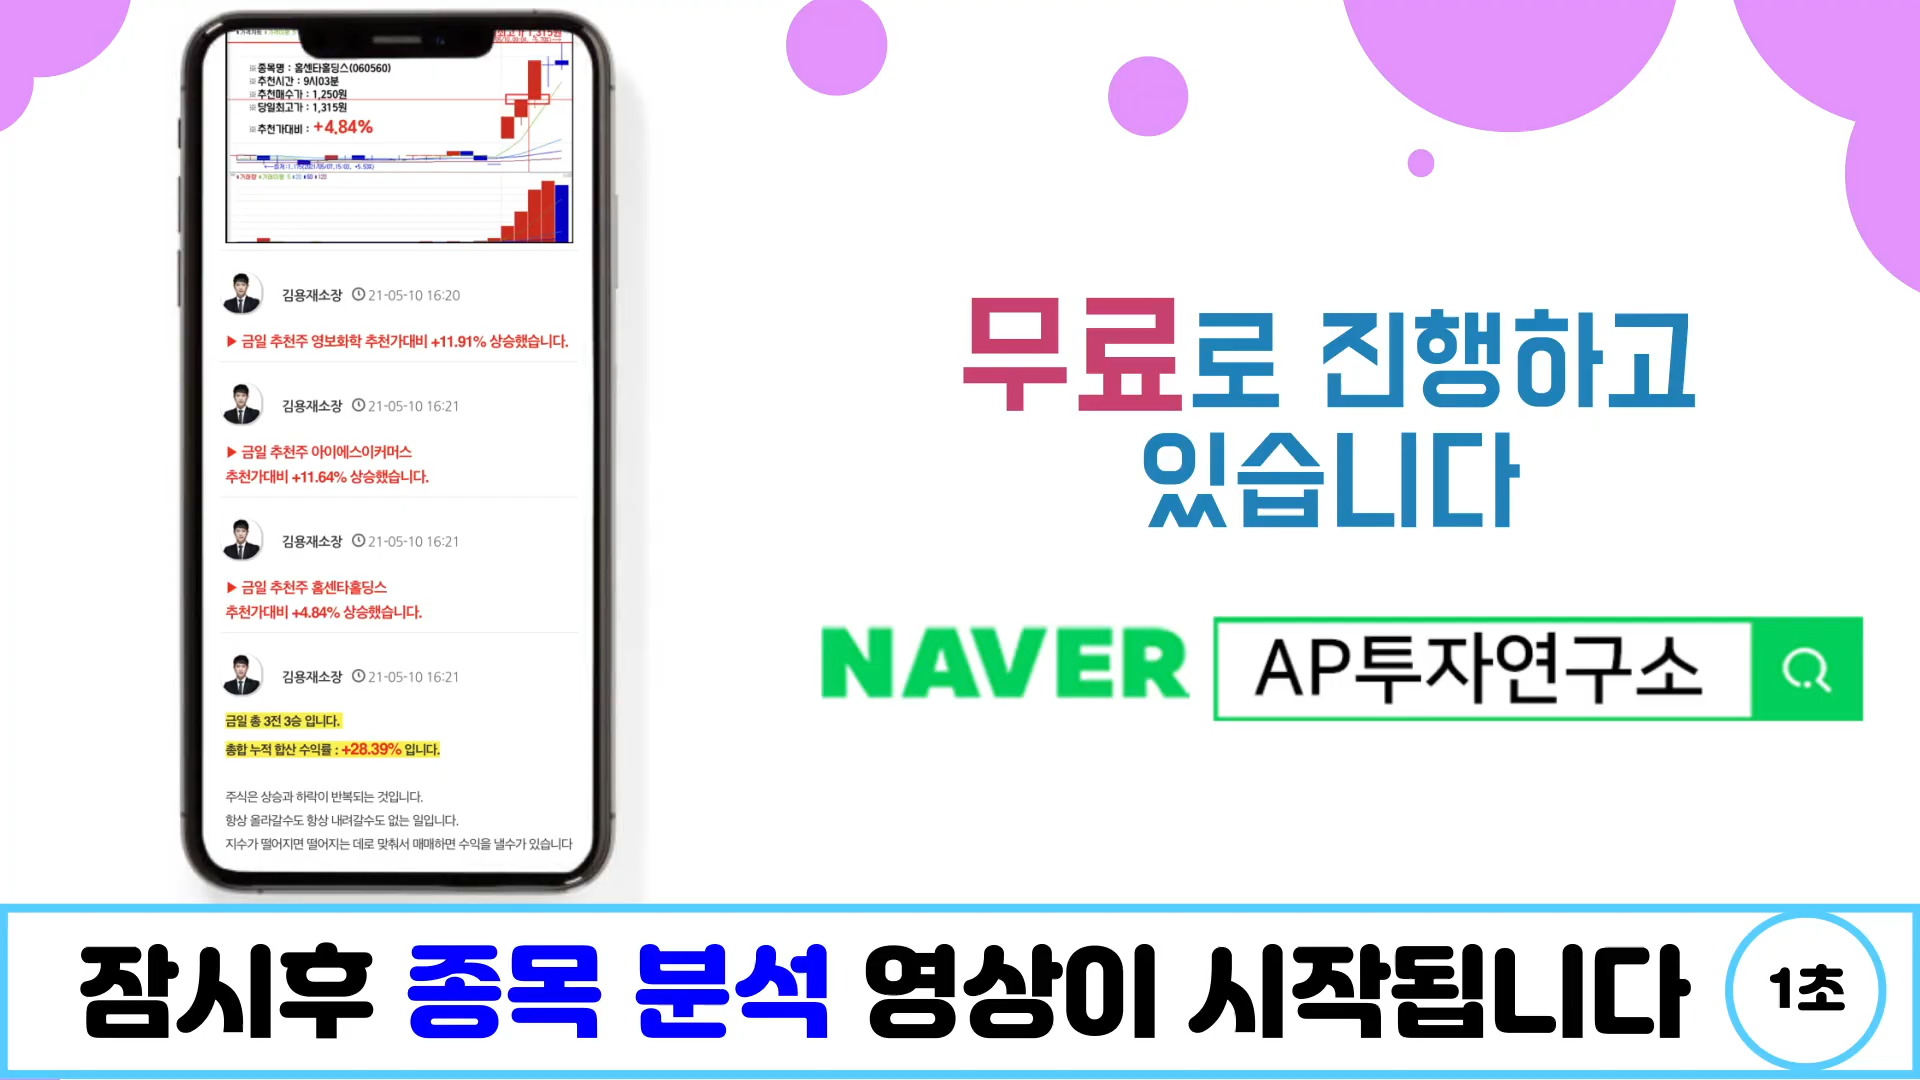 ※종목명 : 홈센타홀딩스(060560)
※추천시간 : 9시03분
※추천매수가 : 1,250원
※당일최고가 : 1,315원
※추천가대비 : +4.84%
김용재소장 21-05-10 16:20
▶ 금일 추천주 영보화학 추천가대비 +11.91% 상승했습니다.
김용재소장 21-05-10 16:21
▶ 금일 추천주 아이에스이커머스
추천가대비 +11.64% 상승했습니다.
김용재소장 21-05-10 16:21
▶ 금일 추천주 홈센타홀딩스
추천가대비 +4.84% 상승했습니다.
김용재소장 21-05-10 16:21
금일 총 3전 3승 입니다.
총합 누적 합산 수익률 : +28.39% 입니다.
주식은 상승과 하락이 반복되는 것입니다.
항상 올라갈수도 항상 내려갈수도 없는 일입니다.
지수가 떨어지면 떨어지는 데로 맞춰서 매매하면 수익을 낼수가 있습니다
무료로 진행하고
있습니다
NAVER AP투자연구소
잠시후 종목 분석 영상이 시작됩니다 1초